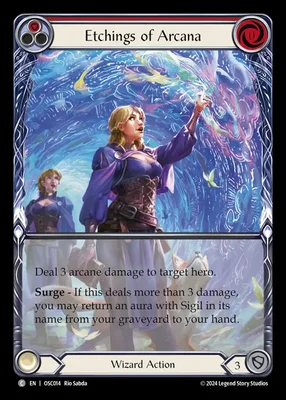 Etchings of Arcana
Deal 3 arcane damage to target hero.
Surge - If this deals more than 3 damage,
you may return an aura with Sigil in its
name from your graveyard to your hand.
Wizard Action
3
C EN | OSC014 Rio Sabda
© 2024 Legend Story Studios